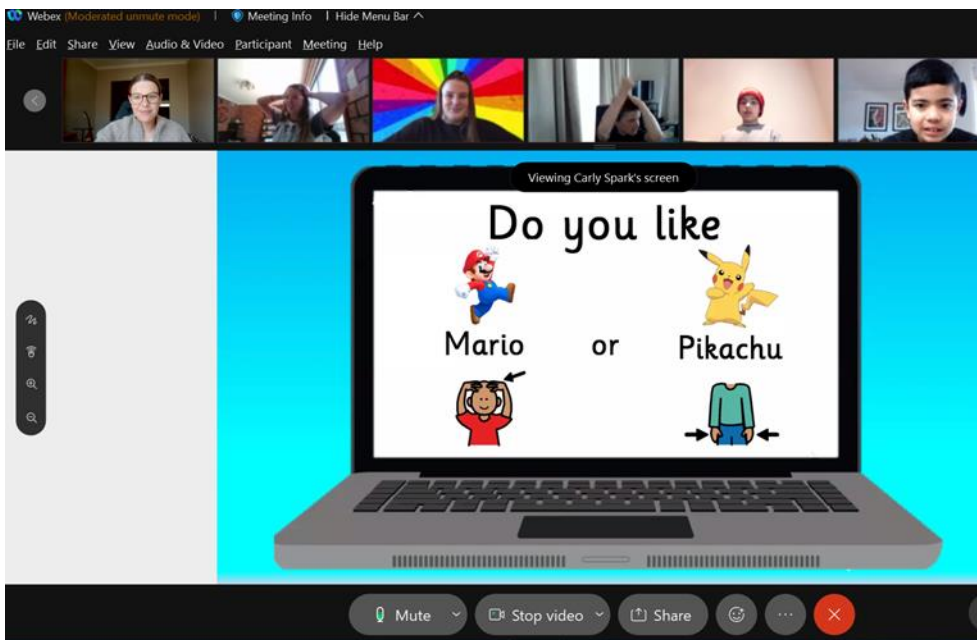 Webex (Moderated unmute mode) | Meeting Info | Hide Menu Bar
File Edit Share View Audio & Video Participant Meeting Help
Viewing Carly Spark's screen
Do you like
Mario or Pikachu
Mute Stop video Share